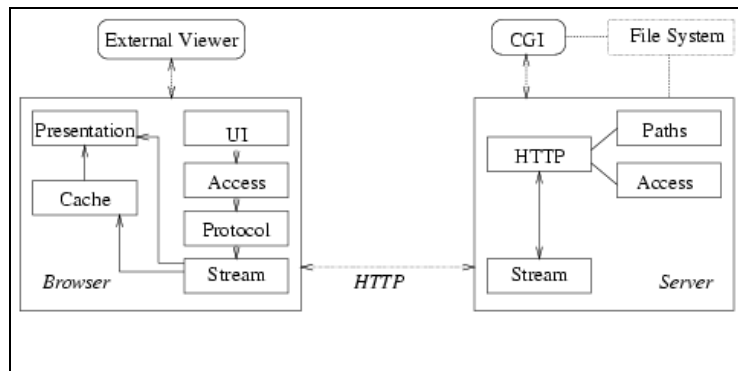 External Viewer
CGI
File System
Presentation
UI
Paths
HTTP
Access
Access
Cache
Protocol
Stream
Browser
HTTP
Stream
Server